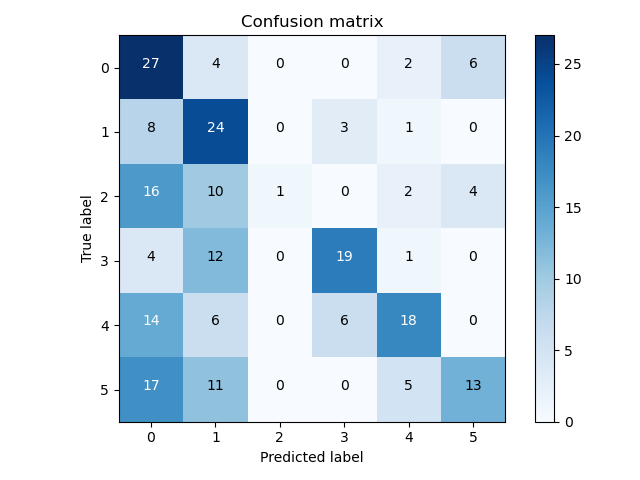 Confusion matrix
0 27 4 0 0 2 6
1 8 24 0 3 1 0
2 16 10 1 0 2 4
3 4 12 0 19 1 0
4 14 6 0 6 18 0
5 17 11 0 0 5 13
0 1 2 3 4 5
Predicted label
True label
25
20
15
10
5
0